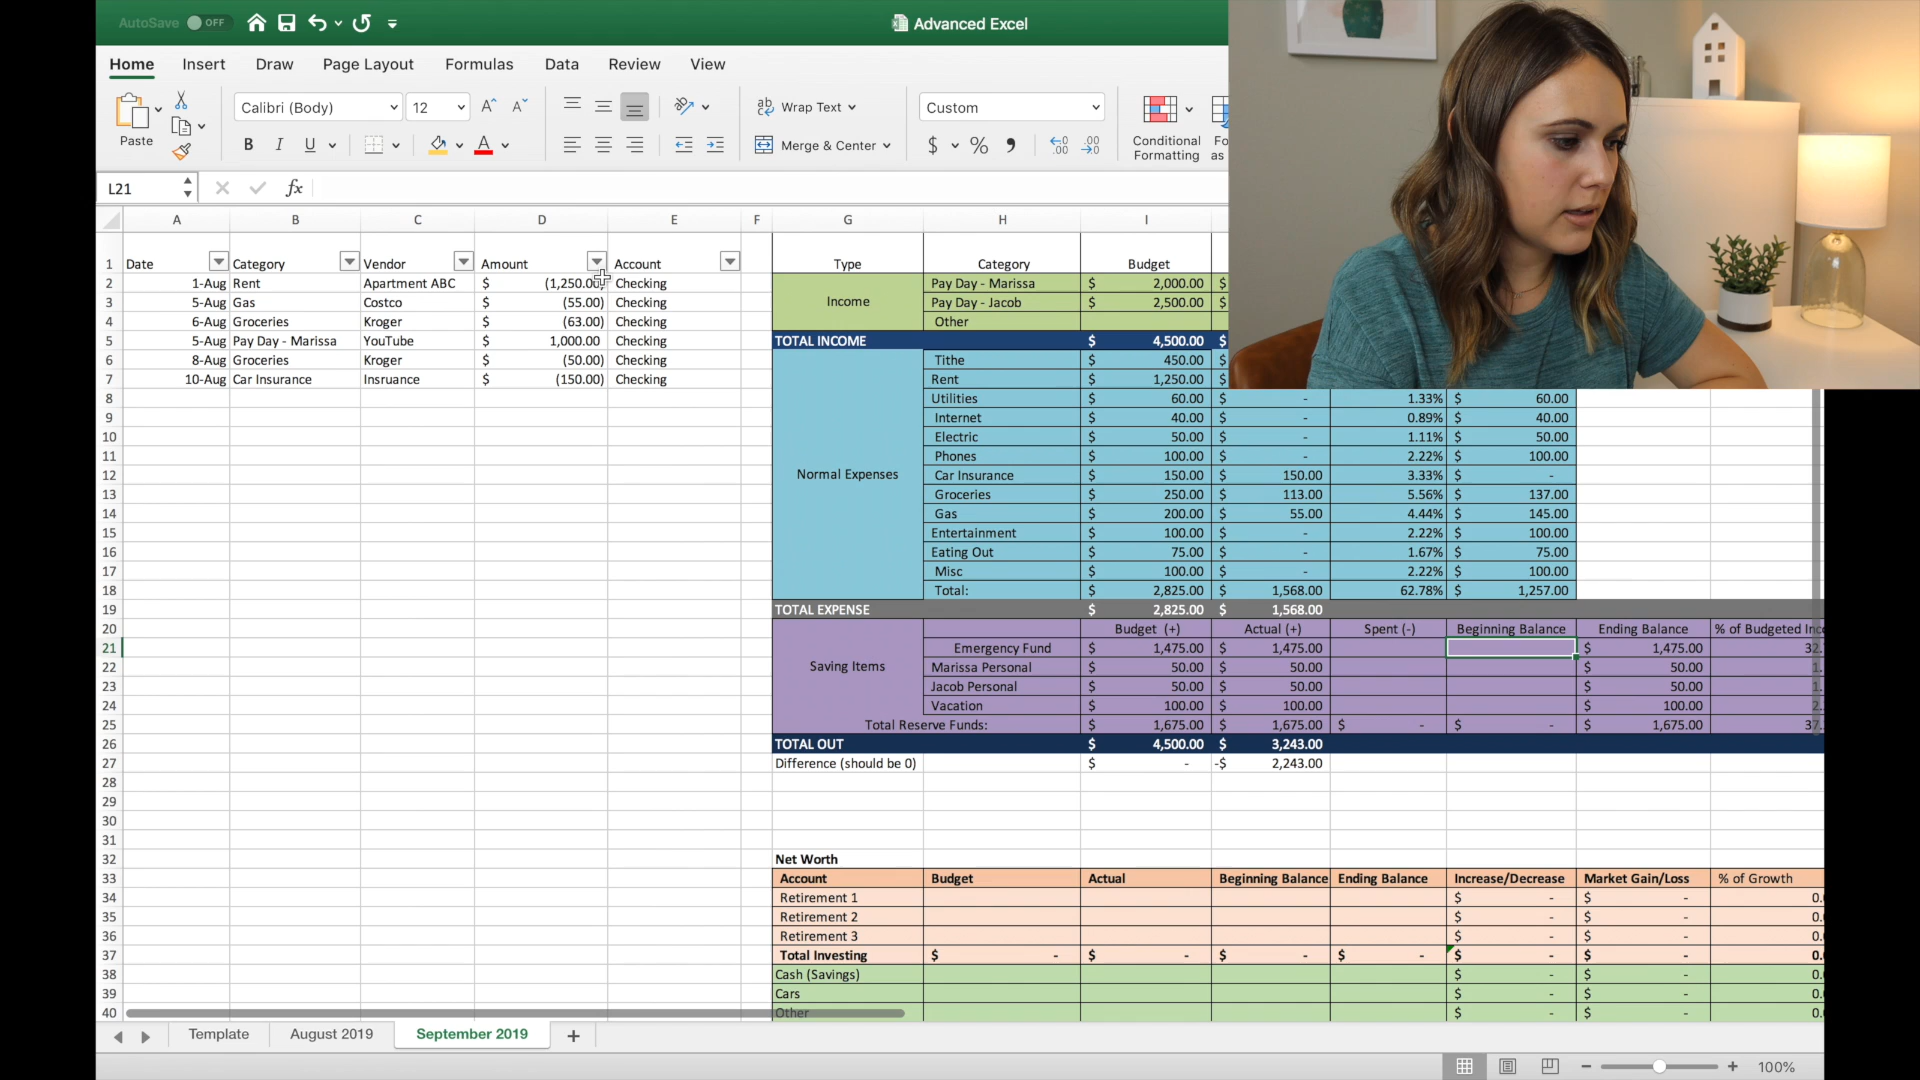 AutoSave OFF
Advanced Excel
Home Insert Draw Page Layout Formulas Data Review View
Paste
Calibri (Body) 12
Wrap Text
Merge & Center
Custom
$ % 
Conditional Formatting
Fo
as
B I U
L21 fx
A B C D E F G H I
1 Date Category Vendor Amount Account Type Category Budget
2 1-Aug Rent Apartment ABC $ (1,250.00) Checking Income Pay Day - Marissa $ 2,000.00 $
3 5-Aug Gas Costco $ (55.00) Checking Pay Day - Jacob $ 2,500.00 $
4 6-Aug Groceries Kroger $ (63.00) Checking Other
5 5-Aug Pay Day - Marissa YouTube $ 1,000.00 Checking TOTAL INCOME $ 4,500.00 $
6 8-Aug Groceries Kroger $ (50.00) Checking Tithe $ 450.00 $
7 10-Aug Car Insurance Insruance $ (150.00) Checking Rent $ 1,250.00 $
8 Utilities $ 60.00 $ - 1.33% $ 60.00
9 Internet $ 40.00 $ - 0.89% $ 40.00
10 Electric $ 50.00 $ - 1.11% $ 50.00
11 Phones $ 100.00 $ - 2.22% $ 100.00
12 Normal Expenses Car Insurance $ 150.00 $ 150.00 3.33% $ -
13 Groceries $ 250.00 $ 113.00 5.56% $ 137.00
14 Gas $ 200.00 $ 55.00 4.44% $ 145.00
15 Entertainment $ 100.00 $ - 2.22% $ 100.00
16 Eating Out $ 75.00 $ - 1.67% $ 75.00
17 Misc $ 100.00 $ - 2.22% $ 100.00
18 Total: $ 2,825.00 $ 1,568.00 62.78% $ 1,257.00
19 TOTAL EXPENSE $ 2,825.00 $ 1,568.00
20 Budget (+) Actual (+) Spent (-) Beginning Balance Ending Balance % of Budgeted Inc
21 Emergency Fund $ 1,475.00 $ 1,475.00 $ 1,475.00 32.
22 Saving Items Marissa Personal $ 50.00 $ 50.00 $ 50.00 1.
23 Jacob Personal $ 50.00 $ 50.00 $ 50.00 1.
24 Vacation $ 100.00 $ 100.00 $ 100.00 2.
25 Total Reserve Funds: $ 1,675.00 $ 1,675.00 $ - $ - $ 1,675.00 37.
26 TOTAL OUT $ 4,500.00 $ 3,243.00
27 Difference (should be 0) $ - -$ 2,243.00
28
29
30
31
32 Net Worth
33 Account Budget Actual Beginning Balance Ending Balance Increase/Decrease Market Gain/Loss % of Growth
34 Retirement 1 $ - $ - 0.
35 Retirement 2 $ - $ - 0.
36 Retirement 3 $ - $ - 0.
37 Total Investing $ - $ - $ - $ - $ - $ - 0.
38 Cash (Savings) $ - $ - 0.
39 Cars $ - $ - 0.
40 Other $ - $ - 0.
Template August 2019 September 2019 +
100%